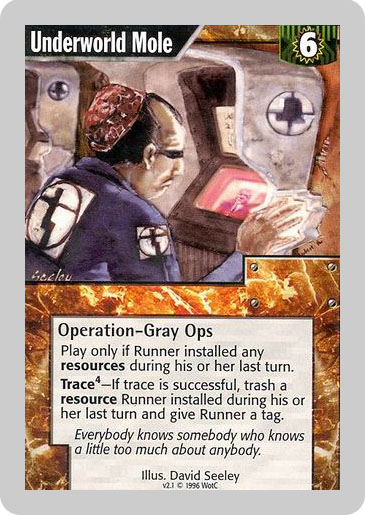 Underworld Mole
6
Seeley
Operation–Gray Ops
Play only if Runner installed any
resources during his or her last turn.
Trace⁴–If trace is successful, trash a
resource Runner installed during his or
her last turn and give Runner a tag.
Everybody knows somebody who knows
a little too much about anybody.
Illus. David Seeley
v2.1 © 1996 WotC